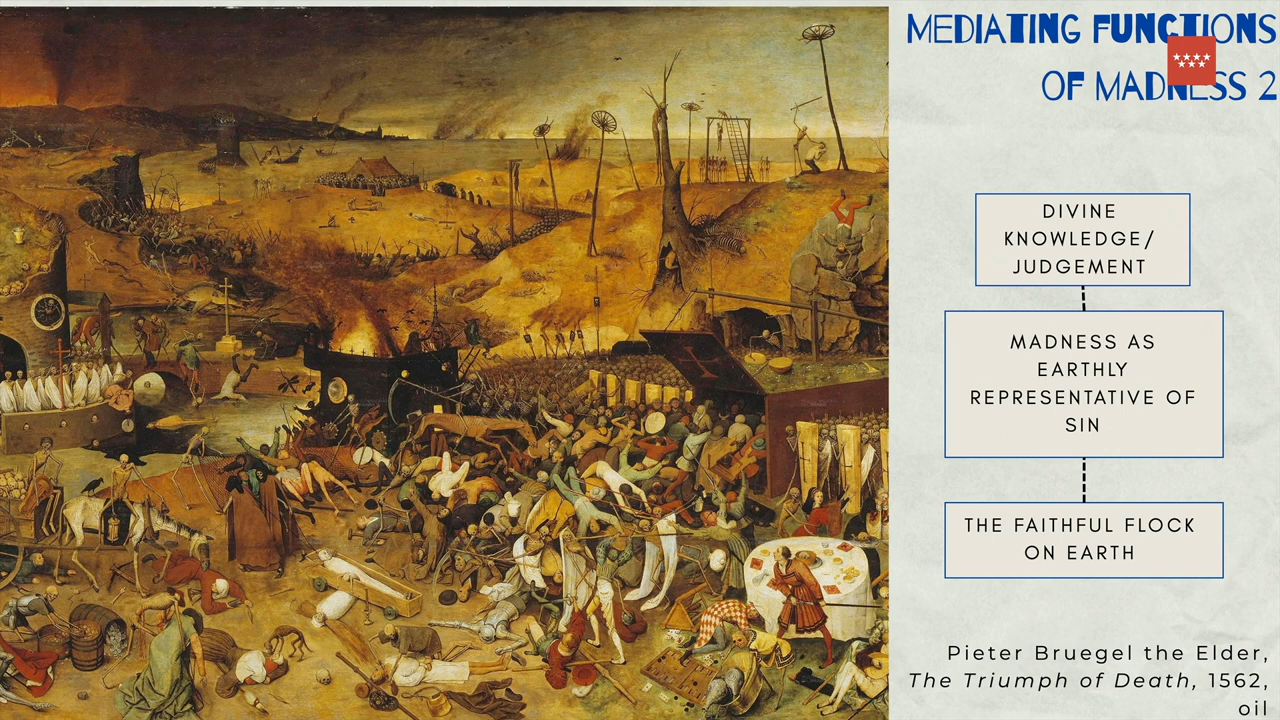 MEDIATING FUNCTIONS
OF MADNESS 2
DIVINE
KNOWLEDGE/
JUDGEMENT
MADNESS AS
EARTHLY
REPRESENTATIVE OF
SIN
THE FAITHFUL FLOCK
ON EARTH
Pieter Bruegel the Elder,
The Triumph of Death, 1562,
oil